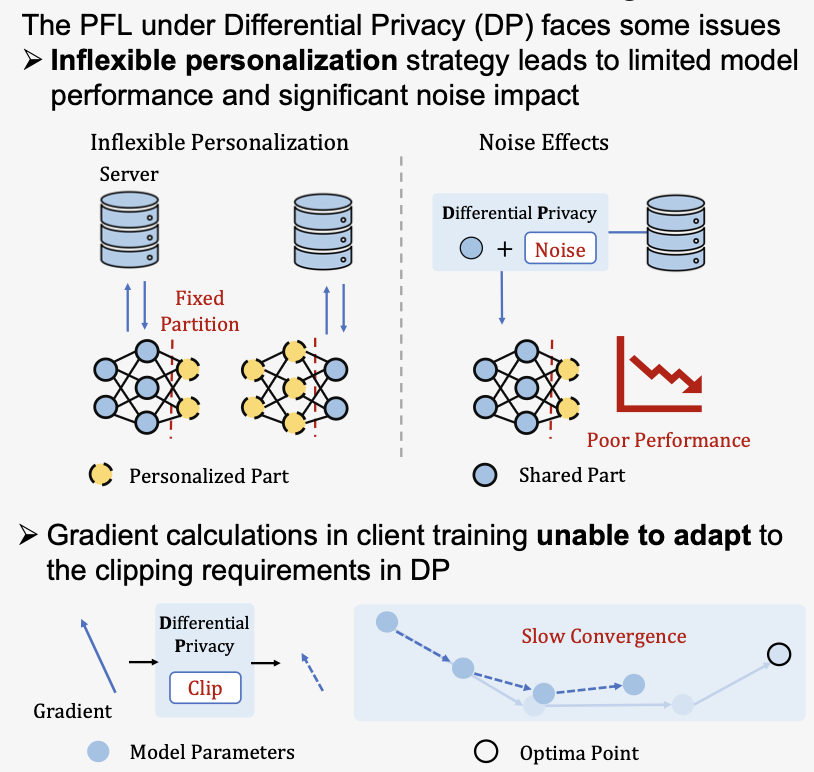 The PFL under Differential Privacy (DP) faces some issues
➢ Inflexible personalization strategy leads to limited model
performance and significant noise impact
Inflexible Personalization
Noise Effects
Server
Differential Privacy
+ Noise
Fixed
Partition
Poor Performance
Personalized Part
Shared Part
➢ Gradient calculations in client training unable to adapt to
the clipping requirements in DP
Differential
Privacy
Clip
Gradient
Slow Convergence
Model Parameters
Optima Point